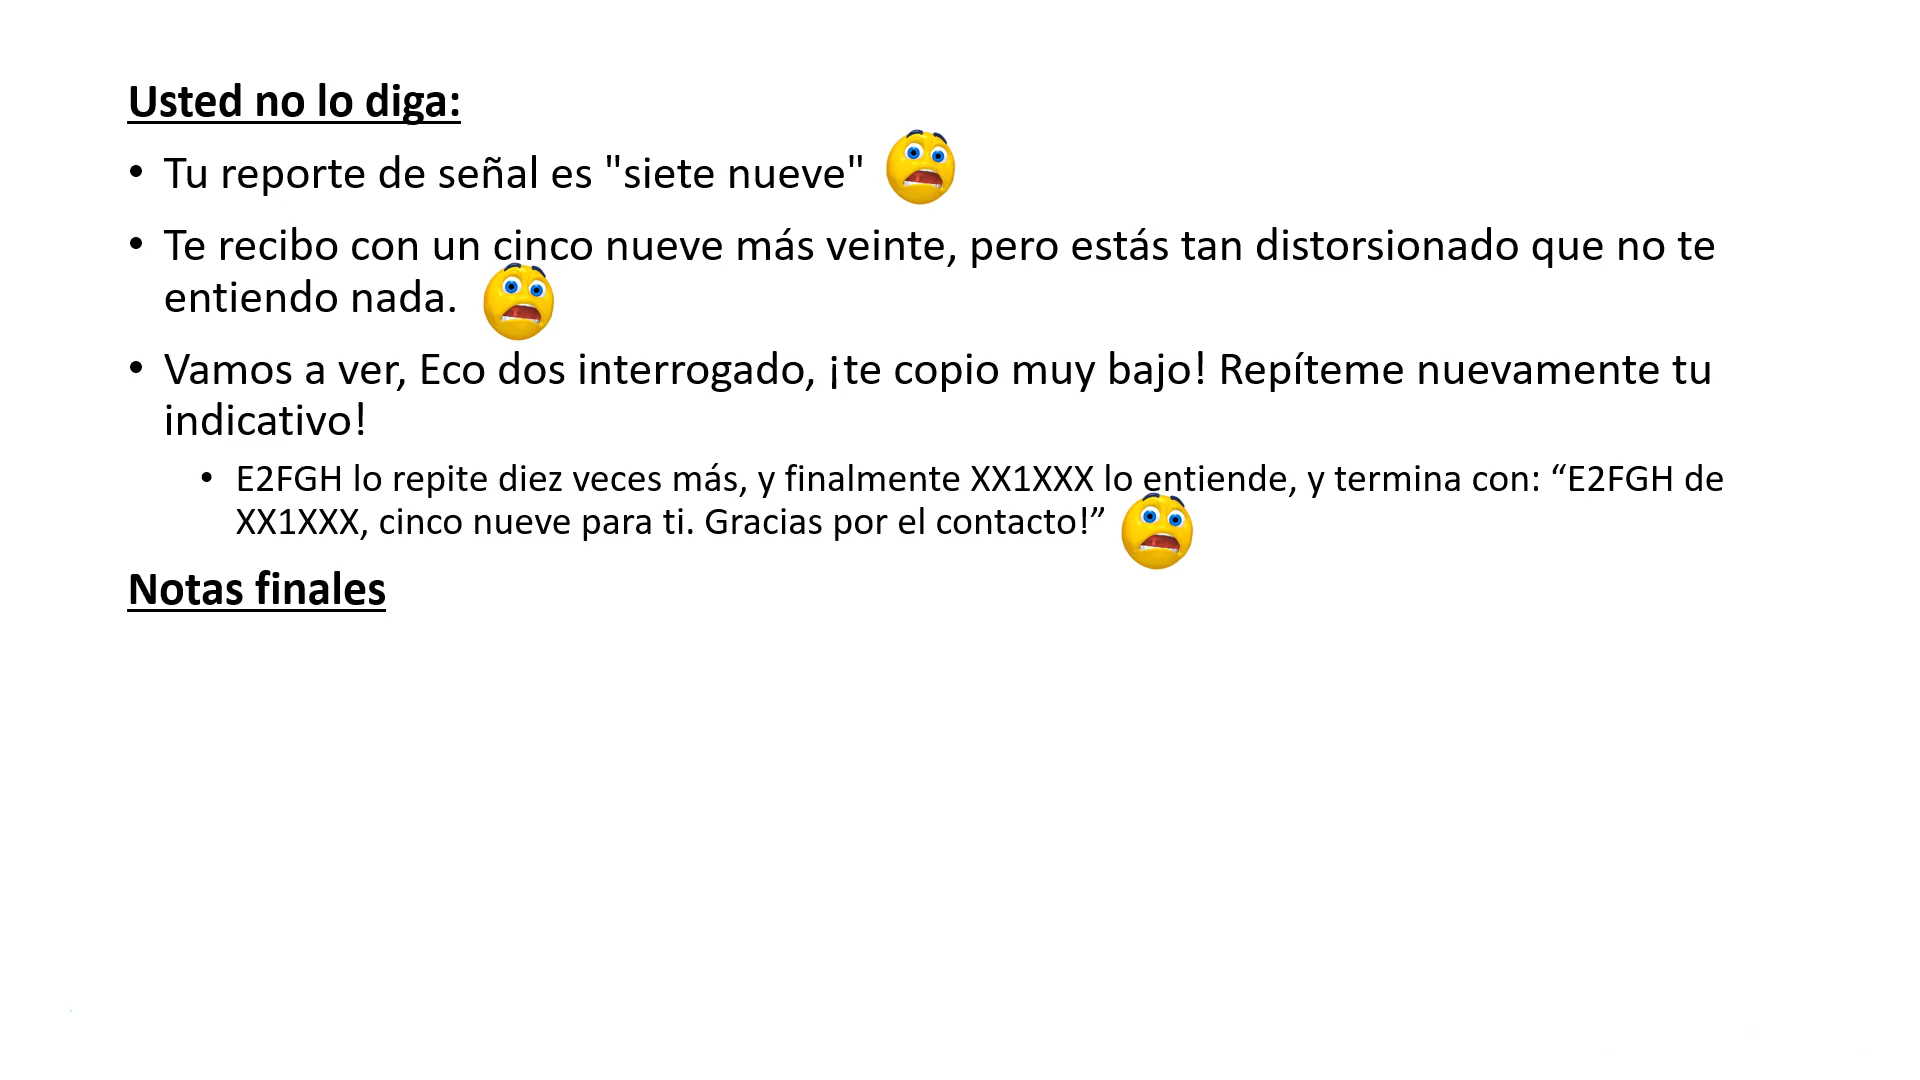 Usted no lo diga:
• Tu reporte de señal es "siete nueve"
• Te recibo con un cinco nueve más veinte, pero estás tan distorsionado que no te
entiendo nada.
• Vamos a ver, Eco dos interrogado, ¡te copio muy bajo! Repíteme nuevamente tu
indicativo!
• E2FGH lo repite diez veces más, y finalmente XX1XXX lo entiende, y termina con: “E2FGH de
XX1XXX, cinco nueve para ti. Gracias por el contacto!”
Notas finales